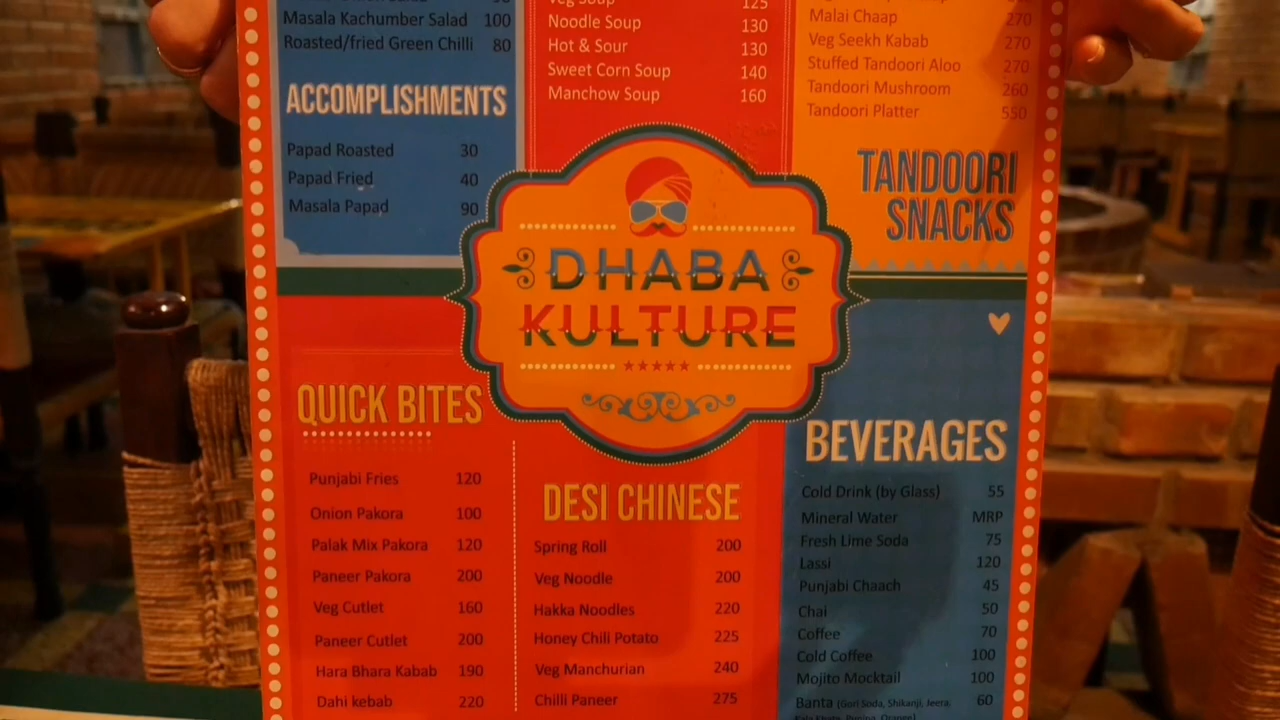 Masala Kachumber Salad 100
Roasted/fried Green Chilli 80
ACCOMPLISHMENTS
Papad Roasted 30
Papad Fried 40
Masala Papad 90
Veg Soup 125
Noodle Soup 130
Hot & Sour 130
Sweet Corn Soup 140
Manchow Soup 160
Malai Chaap 270
Veg Seekh Kabab 270
Stuffed Tandoori Aloo 270
Tandoori Mushroom 260
Tandoori Platter 550
TANDOORI
SNACKS
DHABA
KULTURE
QUICK BITES
Punjabi Fries 120
Onion Pakora 100
Palak Mix Pakora 120
Paneer Pakora 200
Veg Cutlet 160
Paneer Cutlet 200
Hara Bhara Kabab 190
Dahi kebab 220
DESI CHINESE
Spring Roll 200
Veg Noodle 200
Hakka Noodles 220
Honey Chili Potato 225
Veg Manchurian 240
Chilli Paneer 275
BEVERAGES
Cold Drink (by Glass) 55
Mineral Water MRP
Fresh Lime Soda 75
Lassi 120
Punjabi Chaach 45
Chai 50
Coffee 70
Cold Coffee 100
Mojito Mocktail 100
Banta (Gori Soda, Shikanji, Jeera, 60